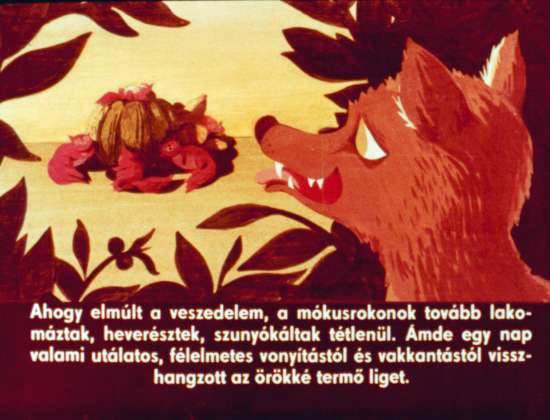 Ahogy elmúlt a veszedelem, a mókusrokonok tovább lako-
máztak, heverésztek, szunyókáltak tétlenül. Ámde egy nap
valami utálatos, félelmetes vonyítástól és vakkantástól vissz-
hangzott az örökké termő liget.